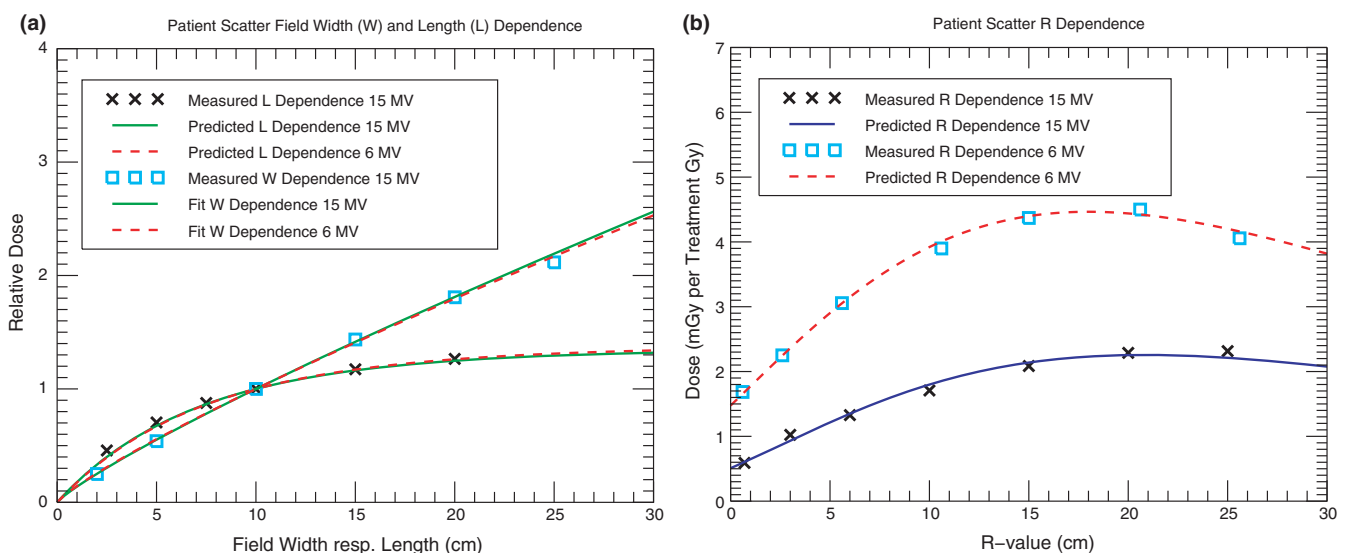 (a)
Patient Scatter Field Width (W) and Length (L) Dependence
4
3
2
1
0
Relative Dose
Measured L Dependence 15 MV
Predicted L Dependence 15 MV
Predicted L Dependence 6 MV
Measured W Dependence 15 MV
Fit W Dependence 15 MV
Fit W Dependence 6 MV
0 5 10 15 20 25 30
Field Width resp. Length (cm)
(b)
Patient Scatter R Dependence
7
6
5
4
3
2
1
0
Dose (mGy per Treatment Gy)
Measured R Dependence 15 MV
Predicted R Dependence 15 MV
Measured R Dependence 6 MV
Predicted R Dependence 6 MV
0 5 10 15 20 25 30
R−value (cm)